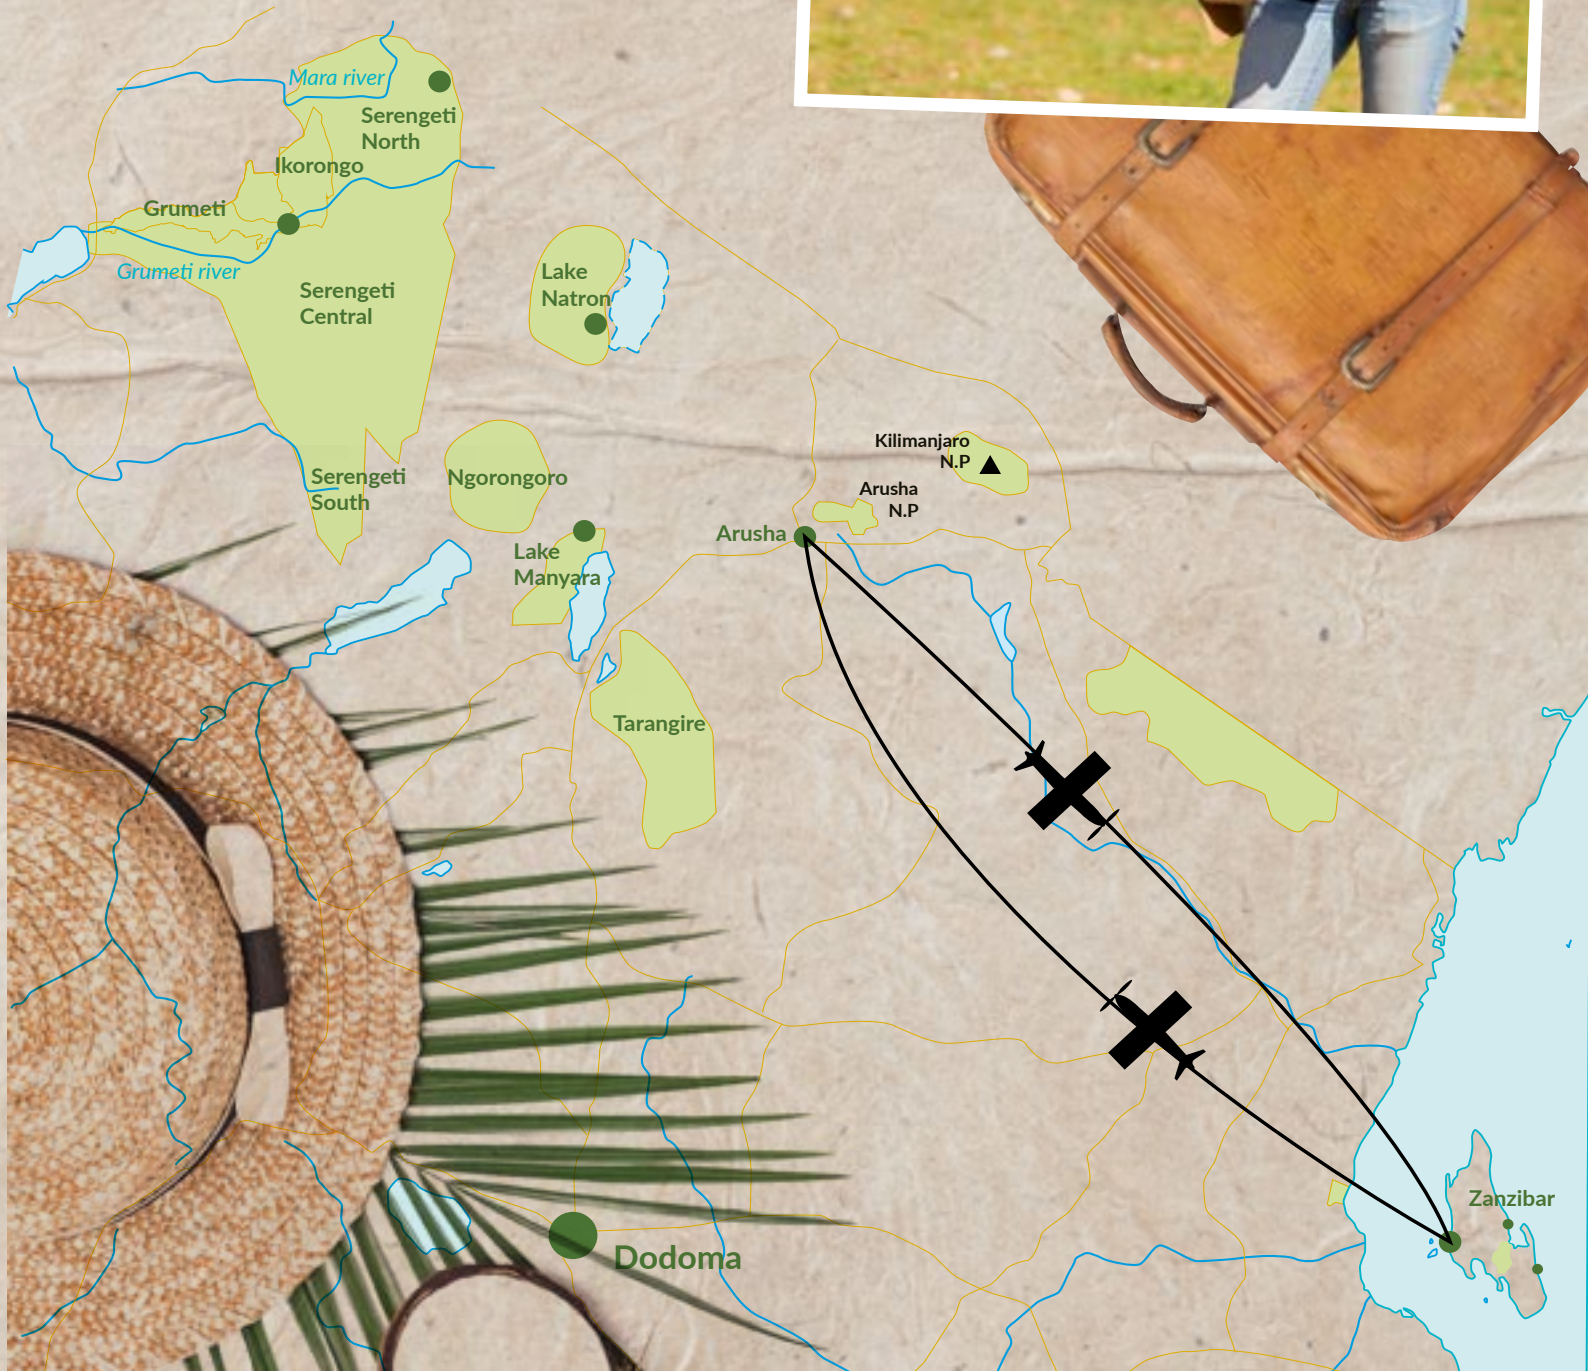 Mara river
Serengeti
North
Ikorongo
Grumeti
Grumeti river
Serengeti
Central
Lake
Natron
Kilimanjaro
N.P
Serengeti
South
Ngorongoro
Arusha
N.P
Arusha
Lake
Manyara
Tarangire
Zanzibar
Dodoma